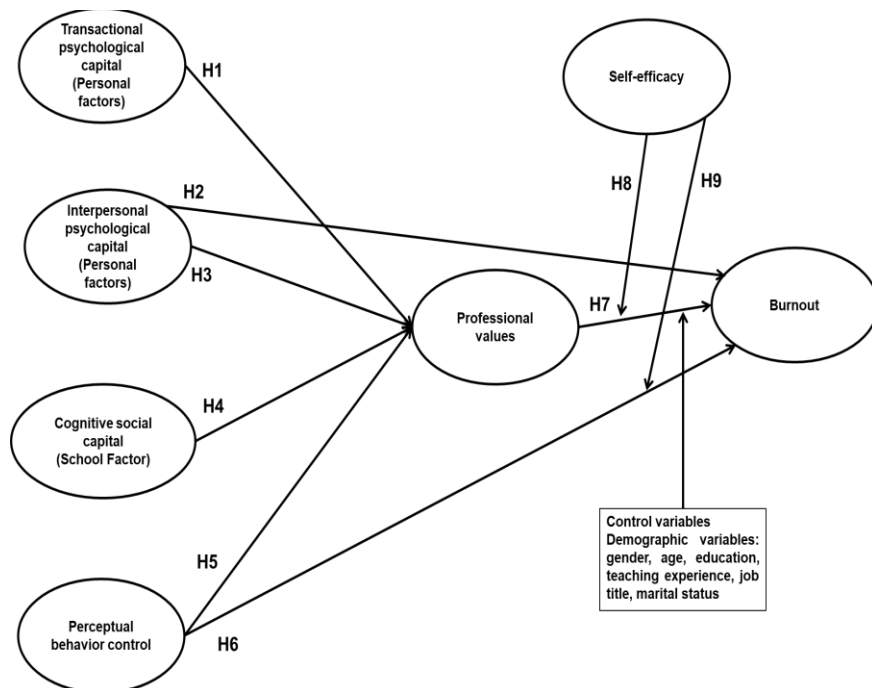 Transactional
psychological
capital
(Personal
factors)
H1
Self-efficacy
H2
H8
H9
Interpersonal
psychological
capital
(Personal
factors)
H3
Professional
values
H7
Burnout
Cognitive social
capital
(School Factor)
H4
Control variables
Demographic variables:
gender, age, education,
teaching experience, job
title, marital status
H5
Perceptual
behavior control
H6